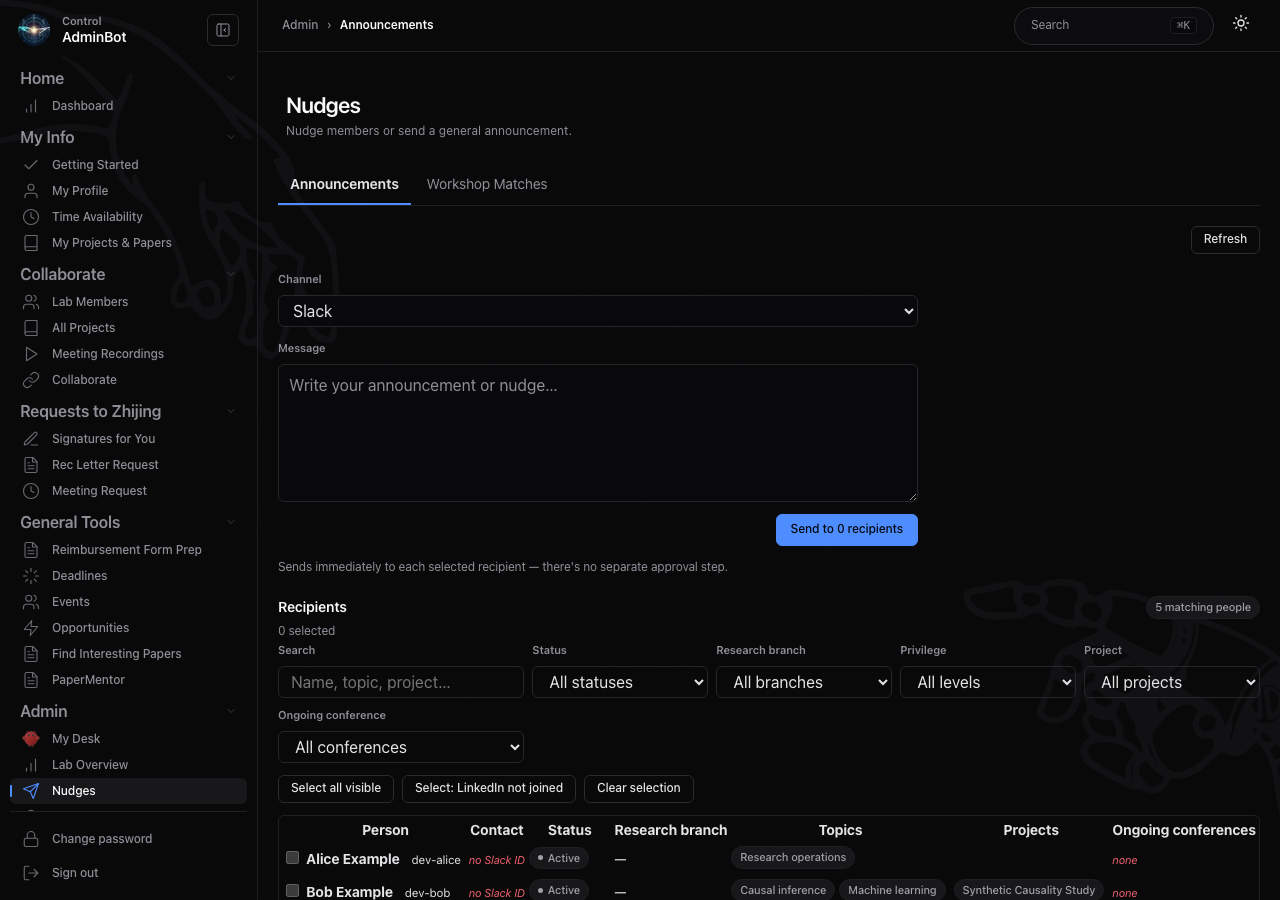 Control
AdminBot
Home
Dashboard
My Info
Getting Started
My Profile
Time Availability
My Projects & Papers
Collaborate
Lab Members
All Projects
Meeting Recordings
Collaborate
Requests to Zhijing
Signatures for You
Rec Letter Request
Meeting Request
General Tools
Reimbursement Form Prep
Deadlines
Events
Opportunities
Find Interesting Papers
PaperMentor
Admin
My Desk
Lab Overview
Nudges
Change password
Sign out
Admin › Announcements
Search ⌘K
Nudges
Nudge members or send a general announcement.
Announcements Workshop Matches
Refresh
Channel
Slack
Message
Write your announcement or nudge...
Send to 0 recipients
Sends immediately to each selected recipient — there's no separate approval step.
Recipients 5 matching people
0 selected
Search Status Research branch Privilege Project
Name, topic, project... All statuses All branches All levels All projects
Ongoing conference
All conferences
Select all visible Select: LinkedIn not joined Clear selection
Person Contact Status Research branch Topics Projects Ongoing conferences
Alice Example dev-alice no Slack ID Active — Research operations none
Bob Example dev-bob no Slack ID Active — Causal inference Machine learning Synthetic Causality Study none